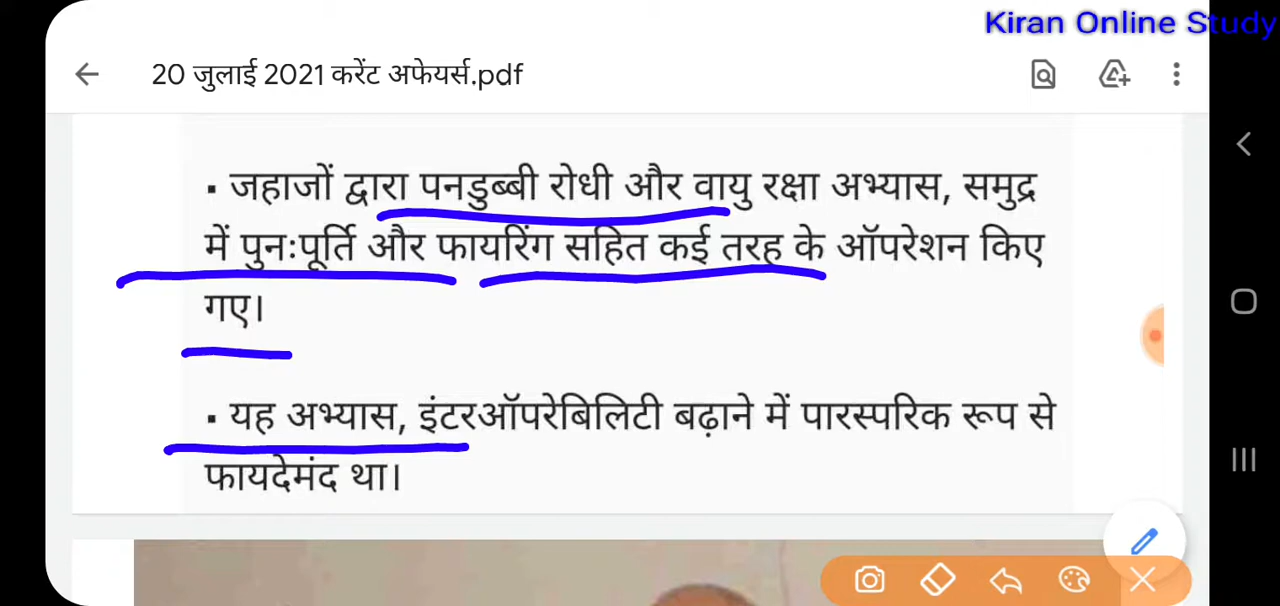 Kiran Online Study
20 जुलाई 2021 करेंट अफेयर्स.pdf
▪ जहाजों द्वारा पनडुब्बी रोधी और वायु रक्षा अभ्यास, समुद्र
में पुनःपूर्ति और फायरिंग सहित कई तरह के ऑपरेशन किए
गए।
▪ यह अभ्यास, इंटरऑपरेबिलिटी बढ़ाने में पारस्परिक रूप से
फायदेमंद था।